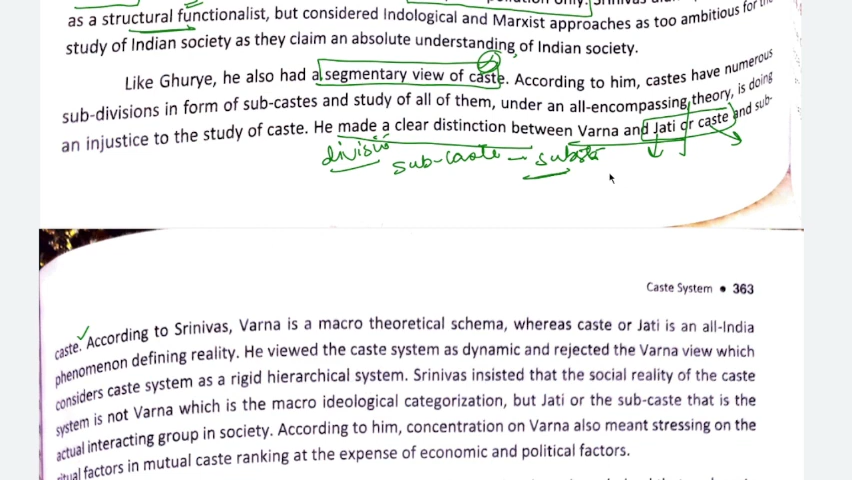 as a structural functionalist, but considered Indological and Marxist approaches as too ambitious for the
study of Indian society as they claim an absolute understanding of Indian society.
Like Ghurye, he also had a segmentary view of caste. According to him, castes have numerous
sub-divisions in form of sub-castes and study of all of them, under an all-encompassing theory, is doing
an injustice to the study of caste. He made a clear distinction between Varna and Jati or caste and sub-
sub-caste -
Caste System • 363
caste. According to Srinivas, Varna is a macro theoretical schema, whereas caste or Jati is an all-India
phenomenon defining reality. He viewed the caste system as dynamic and rejected the Varna view which
considers caste system as a rigid hierarchical system. Srinivas insisted that the social reality of the caste
system is not Varna which is the macro ideological categorization, but Jati or the sub-caste that is the
actual interacting group in society. According to him, concentration on Varna also meant stressing on the
ritual factors in mutual caste ranking at the expense of economic and political factors.